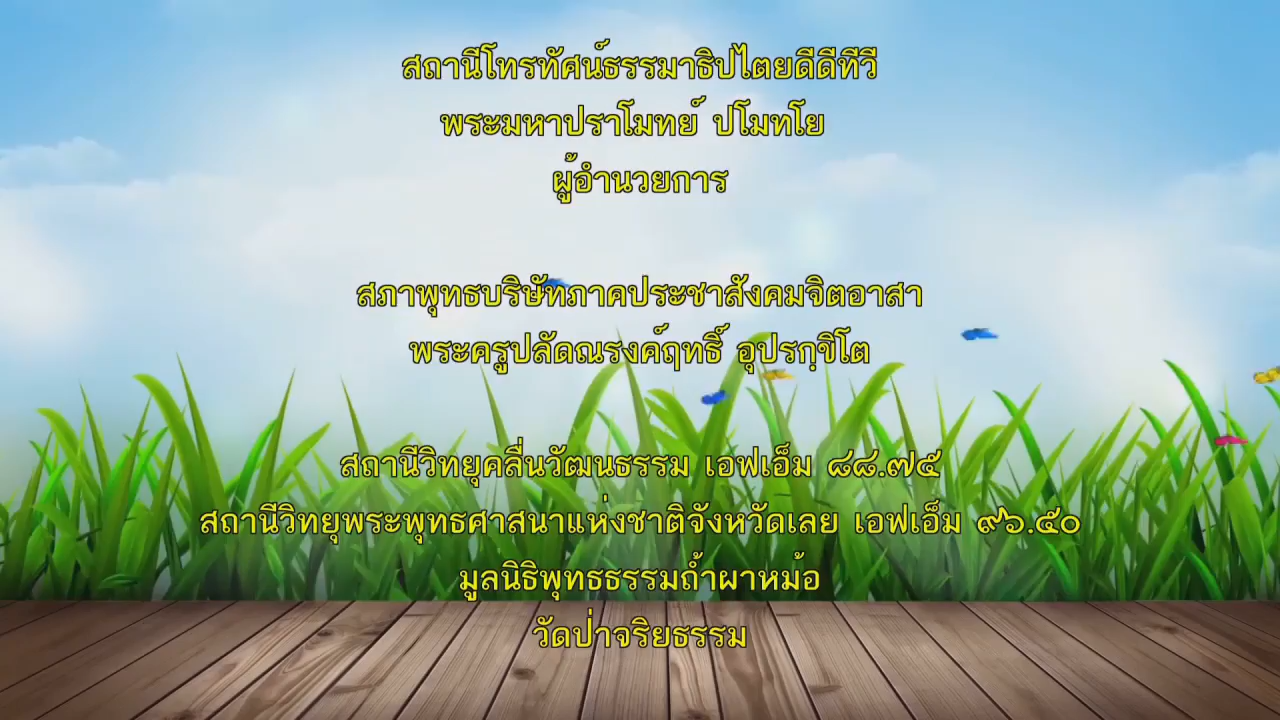 สถานีโทรทัศน์ธรรมาธิปไตยดีดีทีวี
พระมหาปราโมทย์ ปโมทโย
ผู้อำนวยการ
สภาพุทธบริษัทภาคประชาสังคมจิตอาสา
พระครูปลัดณรงค์ฤทธิ์ อุปรกฺขิโต
สถานีวิทยุคลื่นวัฒนธรรม เอฟเอ็ม ๘๘.๗๕
สถานีวิทยุพระพุทธศาสนาแห่งชาติจังหวัดเลย เอฟเอ็ม ๙๖.๕๐
มูลนิธิพุทธธรรมถ้ำผาหม้อ
วัดป่าจริยธรรม